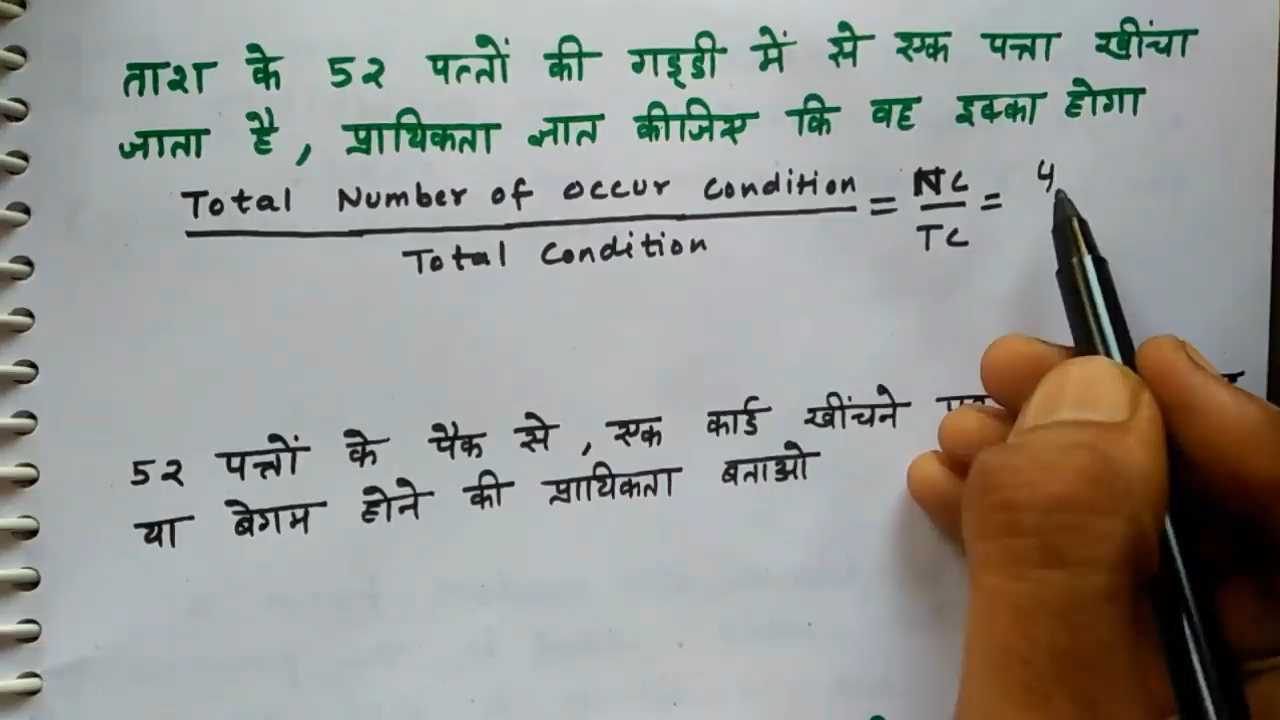 ताश के 52 पत्तों की गड्डी में से एक पत्ता खींचा
जाता है, प्रायिकता ज्ञात कीजिए कि वह इक्का होगा
Total Number of occur condition = NC = 4
Total condition TC
52 पत्तों के पैक से, एक कार्ड खींचने
या बेगम होने की प्रायिकता बताओ